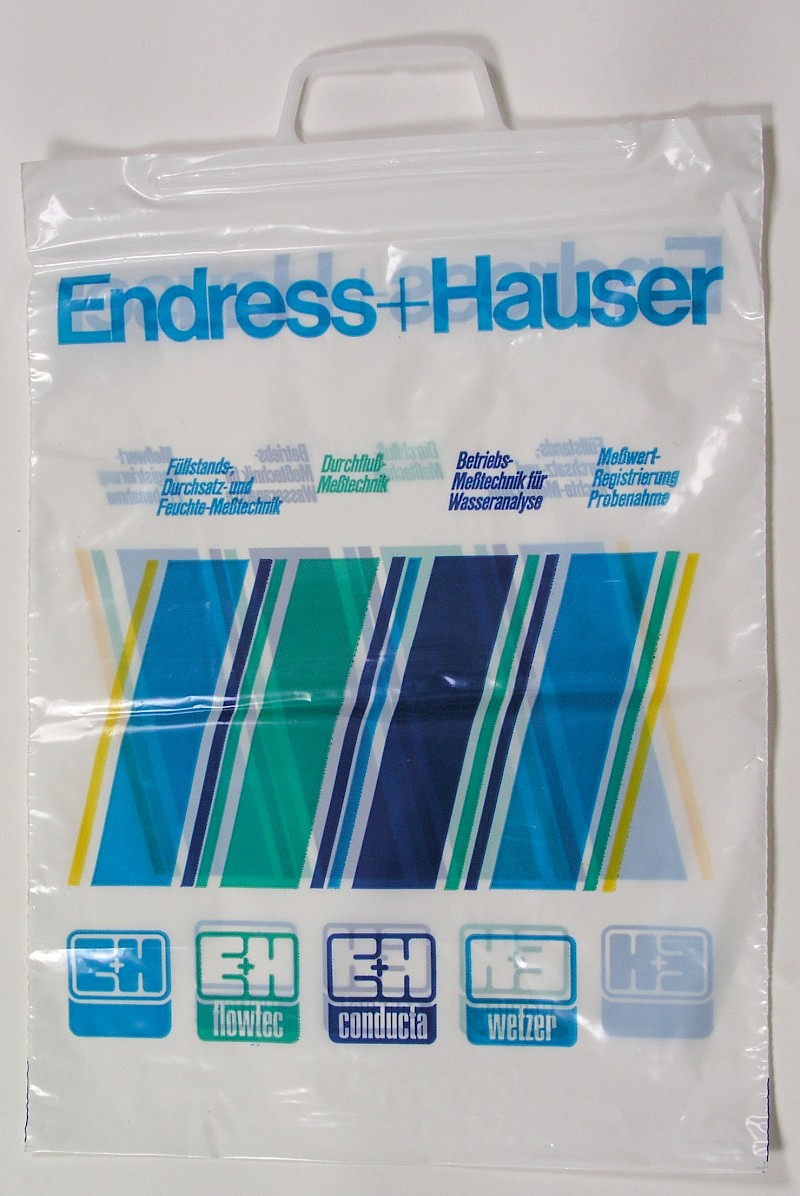 Endress+Hauser
Füllstands-,
Durchsatz- und
Feuchte-Meßtechnik
Durchfluß-
Meßtechnik
Betriebs-
Meßtechnik für
Wasseranalyse
Meßwert-
Registrierung
Probenahme
E+H
E+H
flowtec
E+H
conducta
wetzer